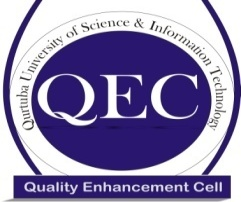 Qurtuba University of Science & Information Technology
QEC
Quality Enhancement Cell